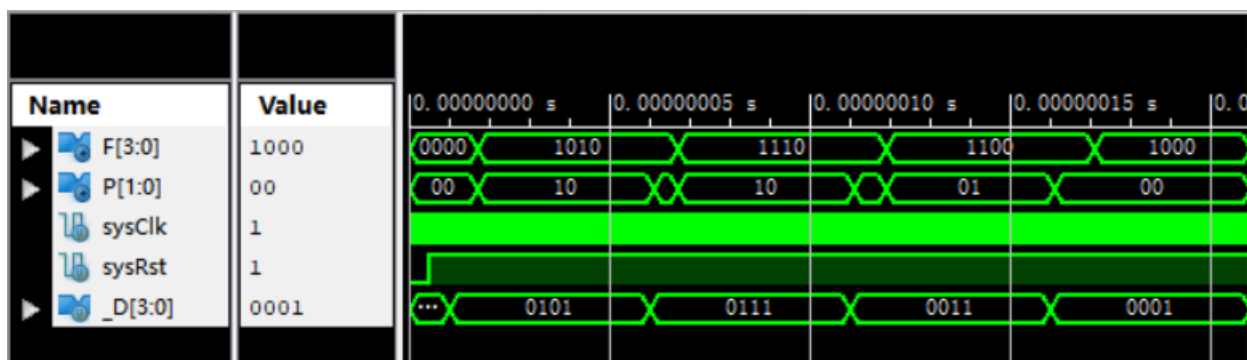 Name Value 0.00000000 s 0.00000005 s 0.00000010 s 0.00000015 s 0.0
F[3:0] 1000 0000 1010 1110 1100 1000
P[1:0] 00 00 10 10 01 00
sysClk 1
sysRst 1
_D[3:0] 0001 ... 0101 0111 0011 0001